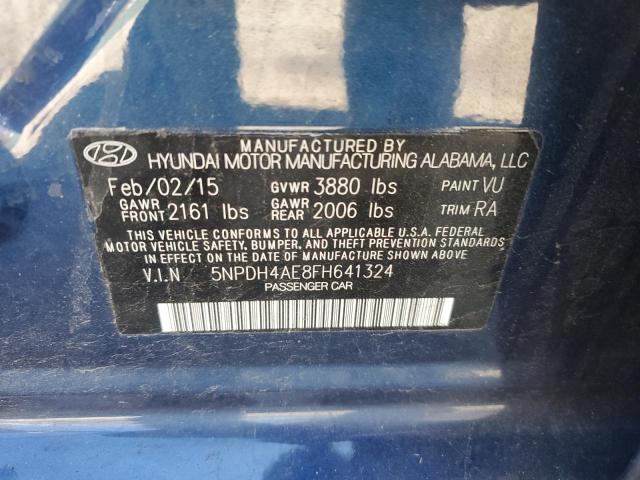 MANUFACTURED BY
HYUNDAI MOTOR MANUFACTURING ALABAMA, LLC
Feb/02/15 GVWR 3880 lbs PAINT VU
GAWR FRONT 2161 lbs GAWR REAR 2006 lbs TRIM RA
THIS VEHICLE CONFORMS TO ALL APPLICABLE U.S.A. FEDERAL
MOTOR VEHICLE SAFETY, BUMPER, AND THEFT PREVENTION STANDARDS
IN EFFECT ON THE DATE OF MANUFACTURE SHOWN ABOVE
V.I.N 5NPDH4AE8FH641324
PASSENGER CAR